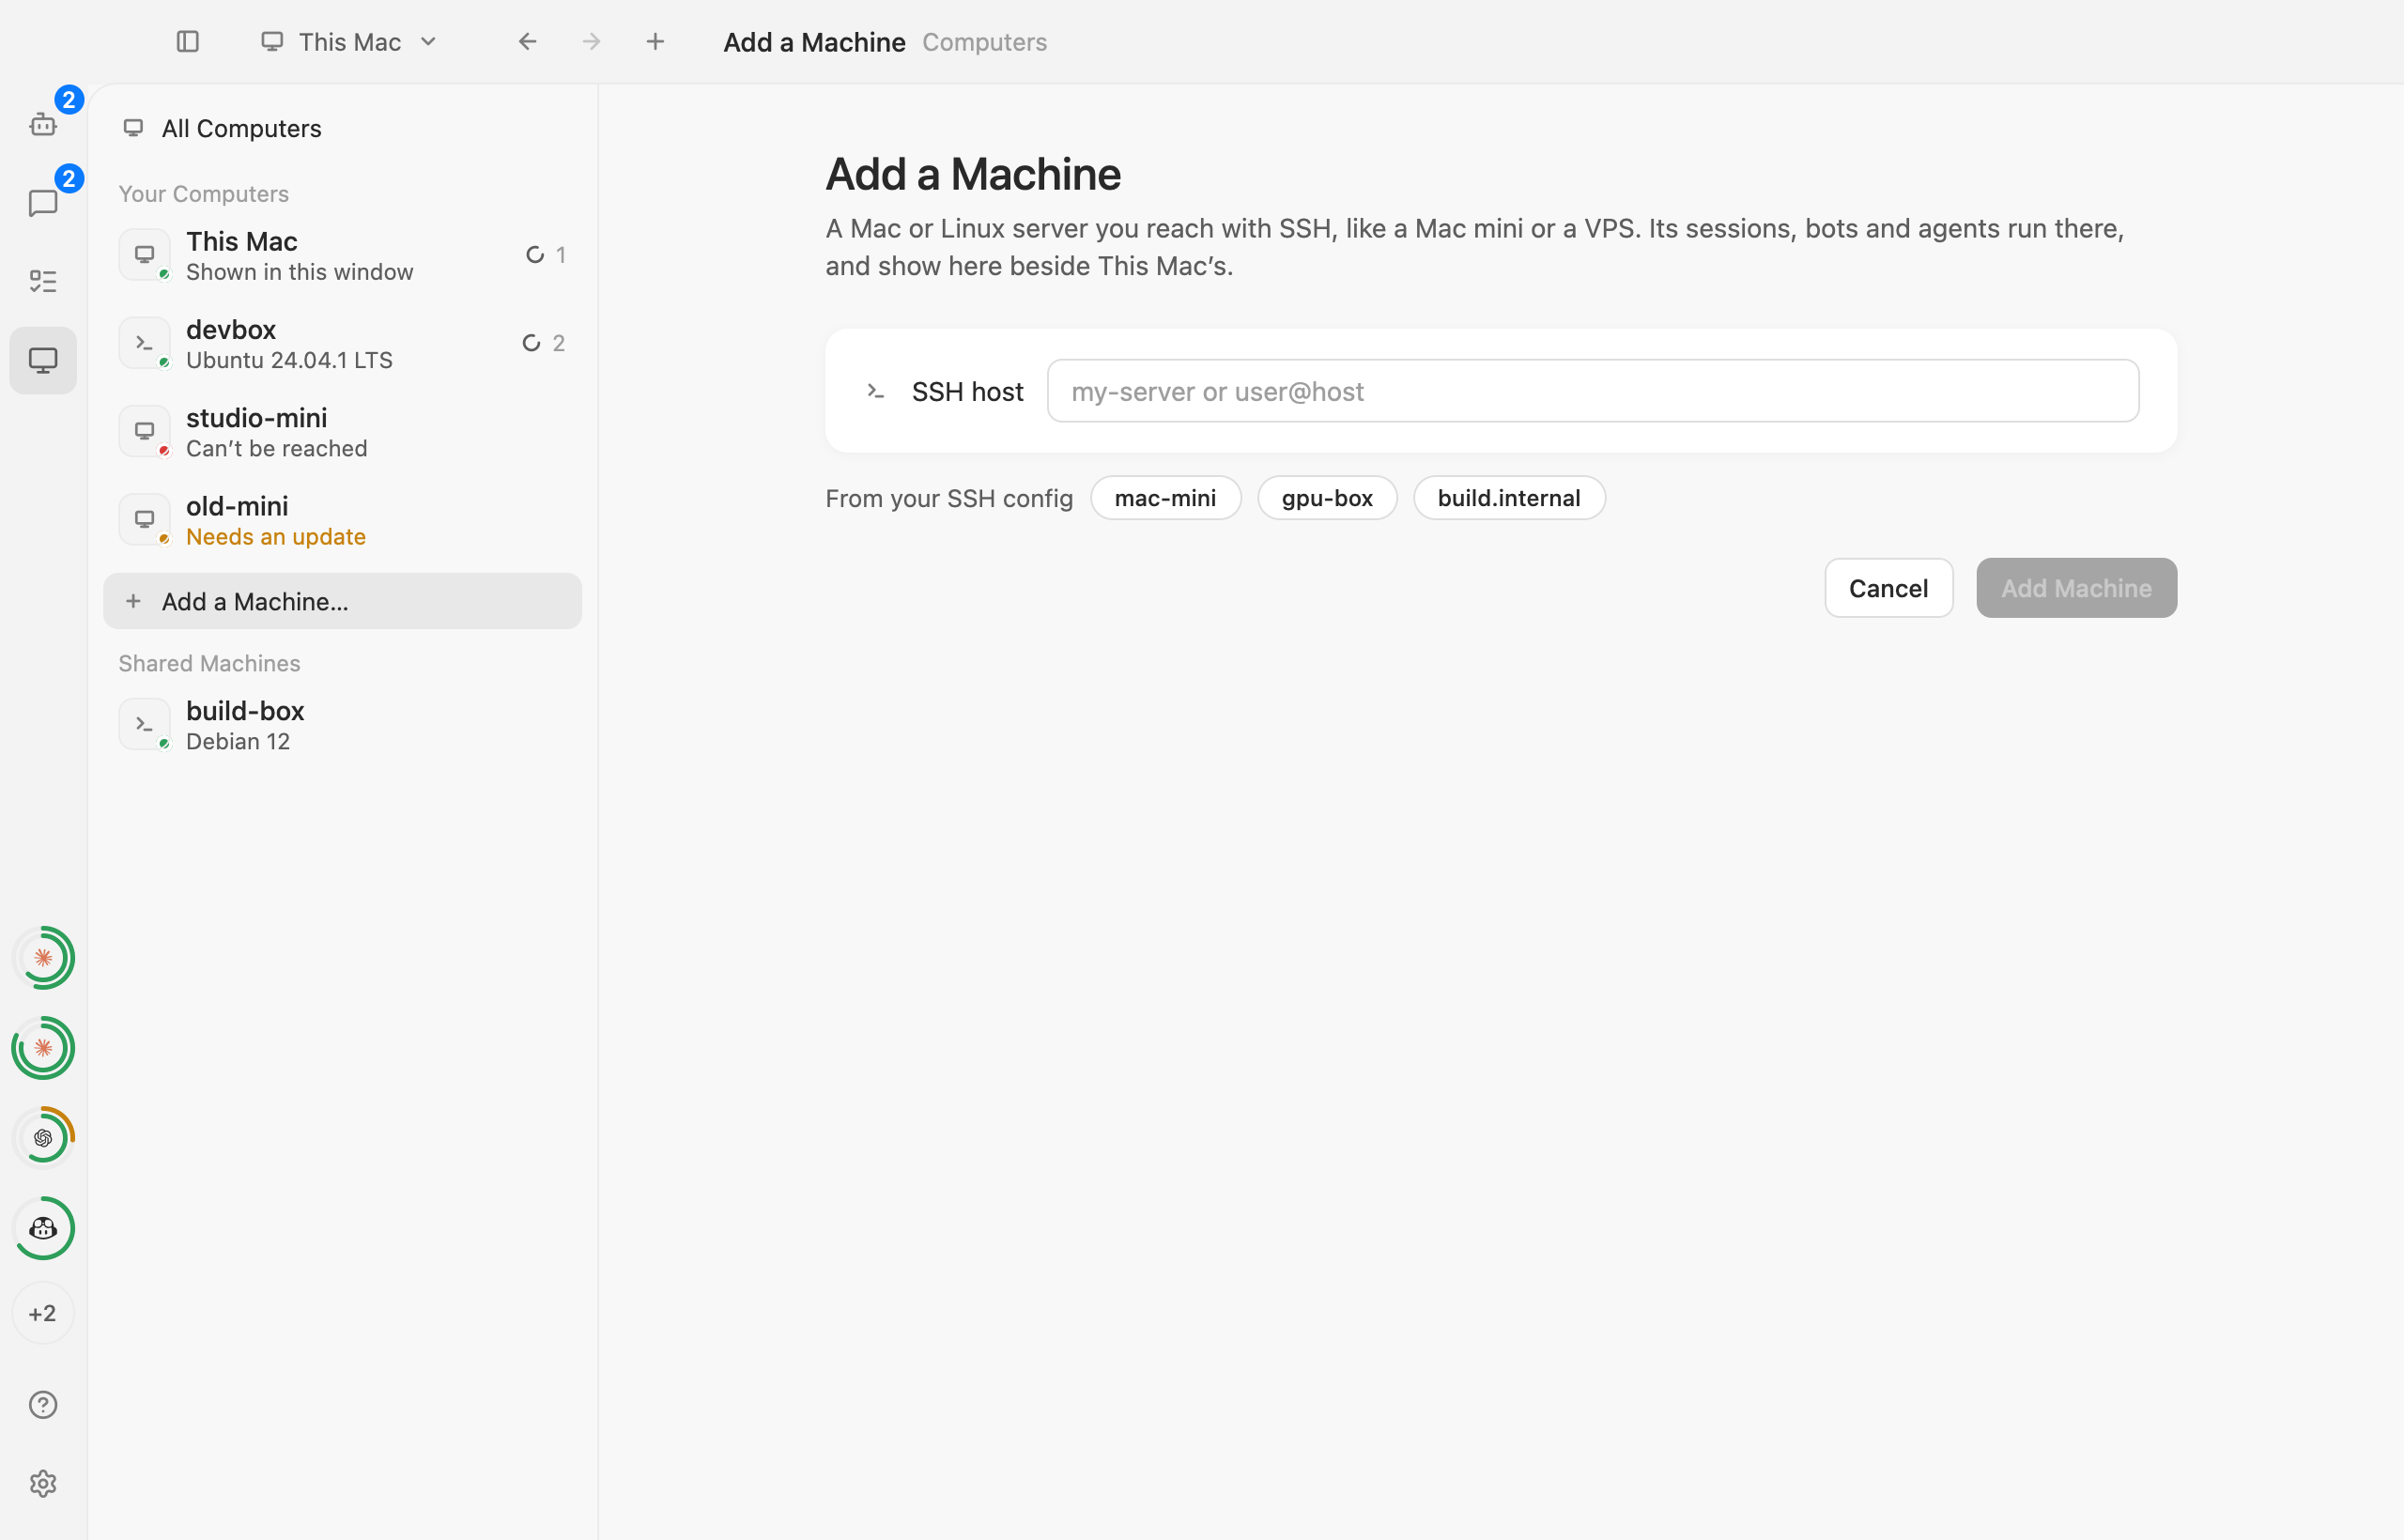 This Mac
Add a Machine Computers
2
2
All Computers
Your Computers
This Mac
Shown in this window
1
devbox
Ubuntu 24.04.1 LTS
2
studio-mini
Can’t be reached
old-mini
Needs an update
Add a Machine...
Shared Machines
build-box
Debian 12
+2
Add a Machine
A Mac or Linux server you reach with SSH, like a Mac mini or a VPS. Its sessions, bots and agents run there,
and show here beside This Mac’s.
SSH host my-server or user@host
From your SSH config mac-mini gpu-box build.internal
Cancel Add Machine